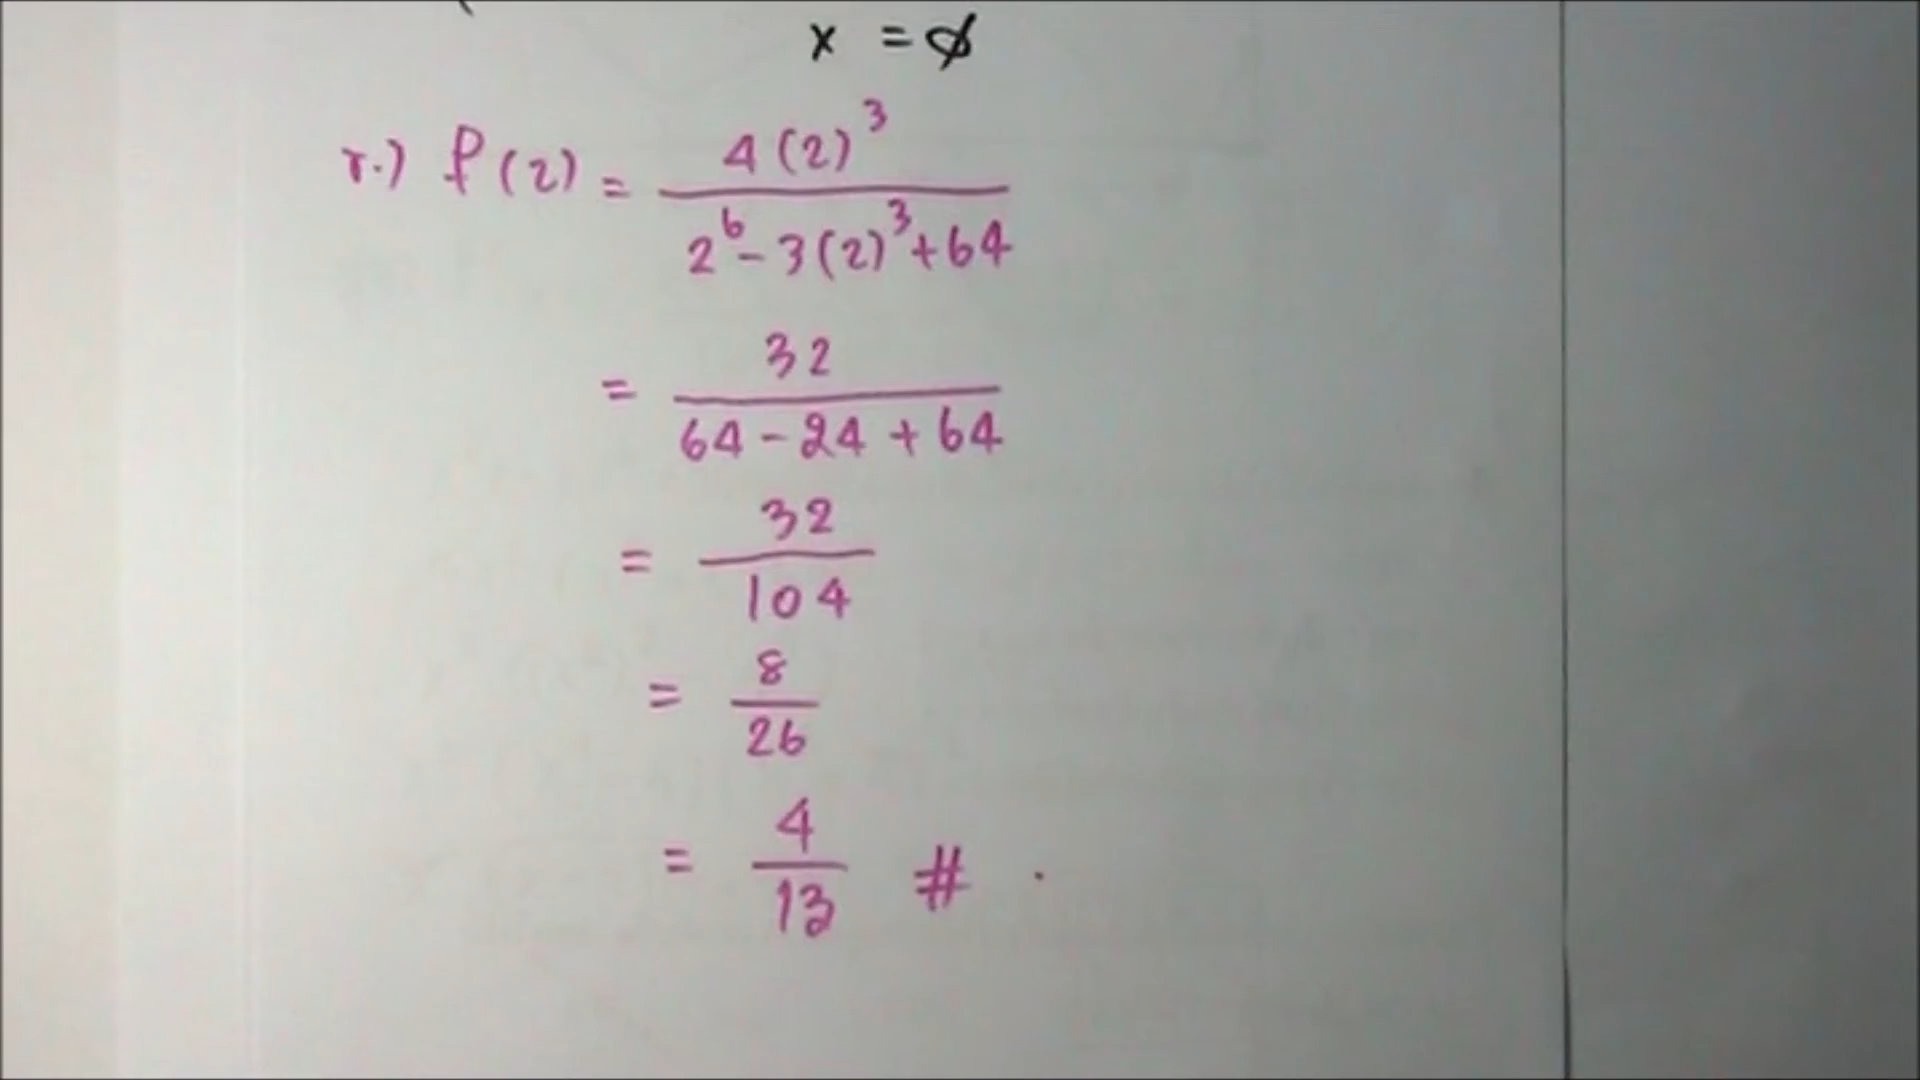 x = ∅
r.) f(2) = 4(2)³ / 2⁶ - 3(2)³ + 64
= 32 / 64 - 24 + 64
= 32 / 104
= 8 / 26
= 4 / 13 #